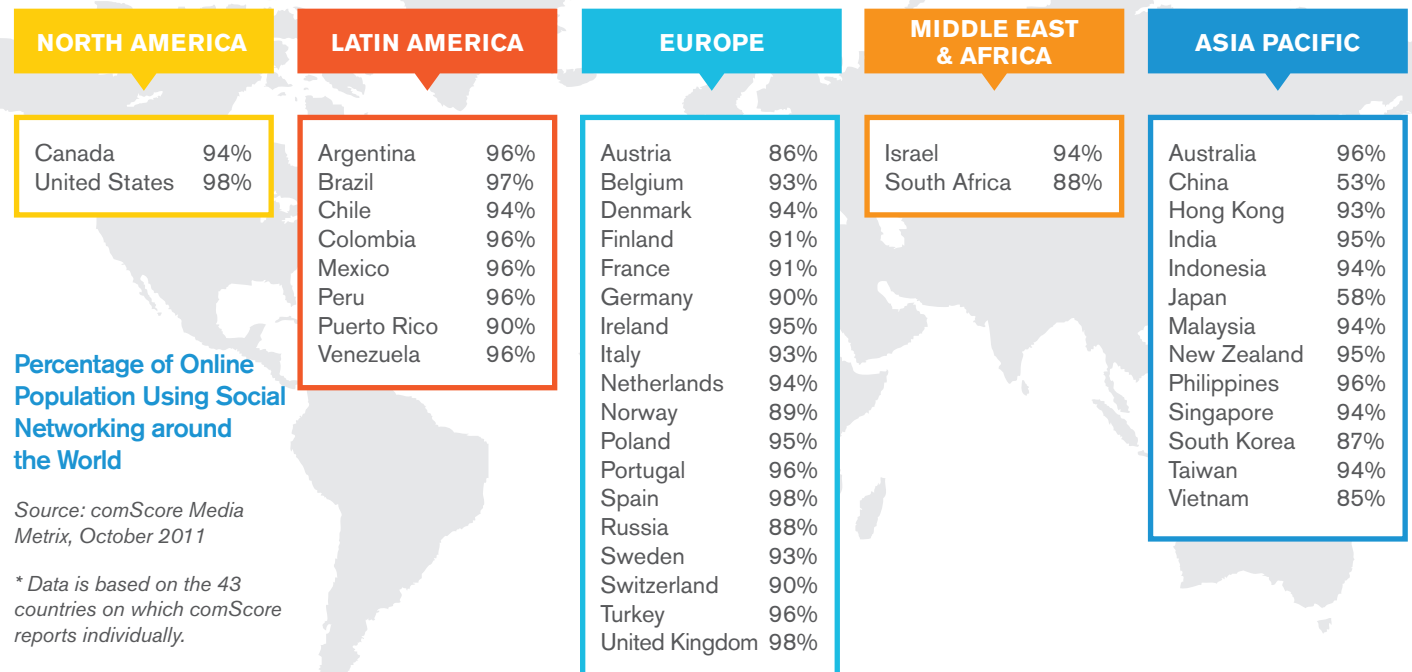 NORTH AMERICA
Canada 94%
United States 98%
LATIN AMERICA
Argentina 96%
Brazil 97%
Chile 94%
Colombia 96%
Mexico 96%
Peru 96%
Puerto Rico 90%
Venezuela 96%
EUROPE
Austria 86%
Belgium 93%
Denmark 94%
Finland 91%
France 91%
Germany 90%
Ireland 95%
Italy 93%
Netherlands 94%
Norway 89%
Poland 95%
Portugal 96%
Spain 98%
Russia 88%
Sweden 93%
Switzerland 90%
Turkey 96%
United Kingdom 98%
MIDDLE EAST
& AFRICA
Israel 94%
South Africa 88%
ASIA PACIFIC
Australia 96%
China 53%
Hong Kong 93%
India 95%
Indonesia 94%
Japan 58%
Malaysia 94%
New Zealand 95%
Philippines 96%
Singapore 94%
South Korea 87%
Taiwan 94%
Vietnam 85%
Percentage of Online
Population Using Social
Networking around
the World
Source: comScore Media
Metrix, October 2011
* Data is based on the 43
countries on which comScore
reports individually.